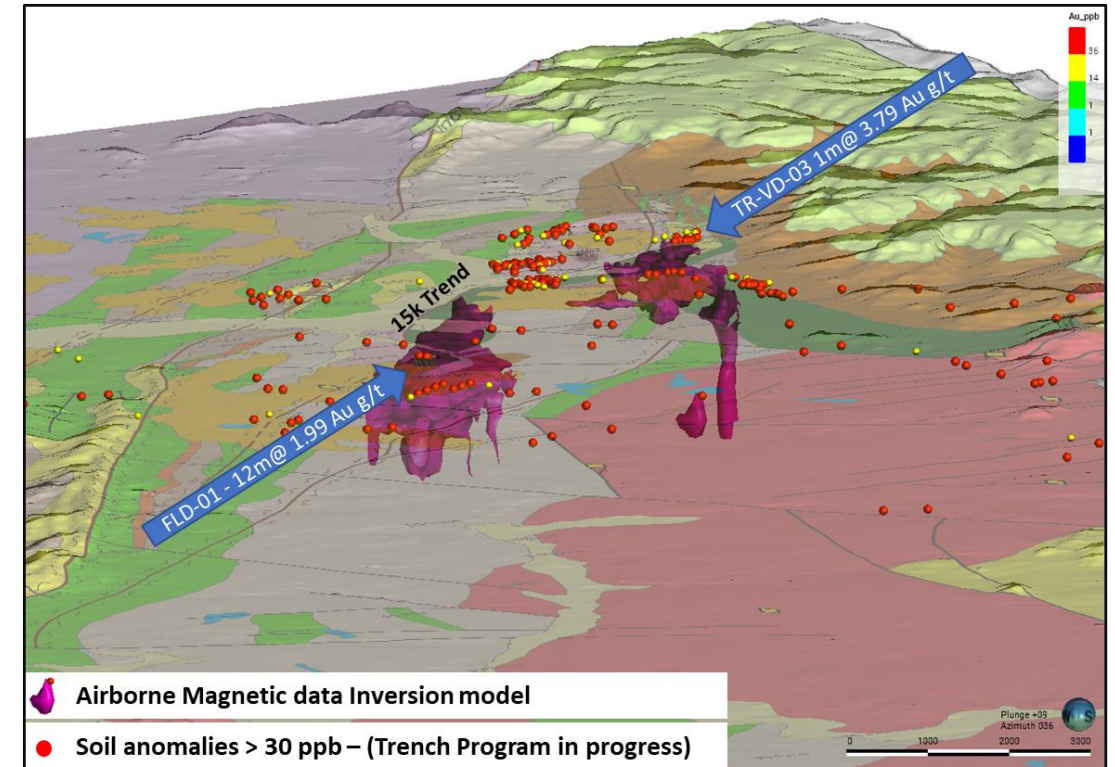 Au_ppb
36
14
1
1
TR-VD-03 1m@ 3.79 Au g/t
15k Trend
FLD-01 - 12m@ 1.99 Au g/t
Airborne Magnetic data Inversion model
Soil anomalies > 30 ppb – (Trench Program in progress)
Plunge +09
Azimuth 036
0 1000 2000 3000